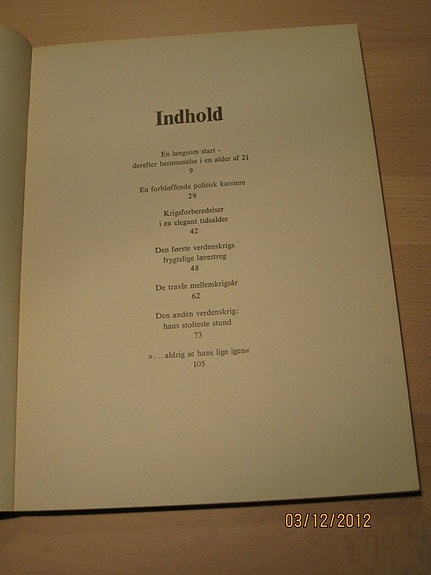 Indhold
En langsom start -
derefter berømmelse i en alder af 21
9
En forbløffende politisk karriere
29
Krigsforberedelser
i en elegant tidsalder
42
Den første verdenskrigs
frygtelige lærestreg
48
De travle mellemkrigsår
62
Den anden verdenskrig:
hans stolteste stund
73
»...aldrig se hans lige igen«
105
03/12/2012